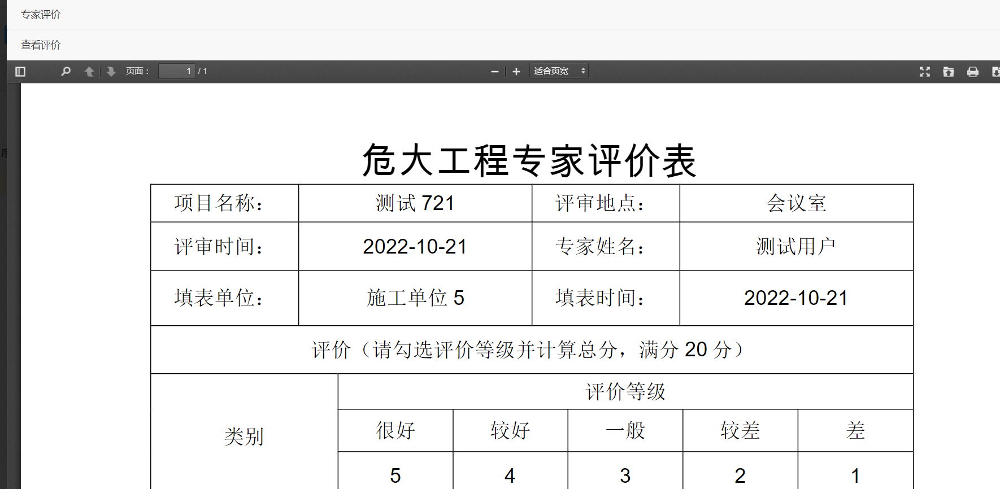 专家评价
查看评价
页面： 1 / 1 适合页宽
危大工程专家评价表
项目名称： 测试 721 评审地点： 会议室
评审时间： 2022-10-21 专家姓名： 测试用户
填表单位： 施工单位 5 填表时间： 2022-10-21
评价（请勾选评价等级并计算总分，满分 20 分）
评价等级
类别 很好 较好 一般 较差 差
5 4 3 2 1